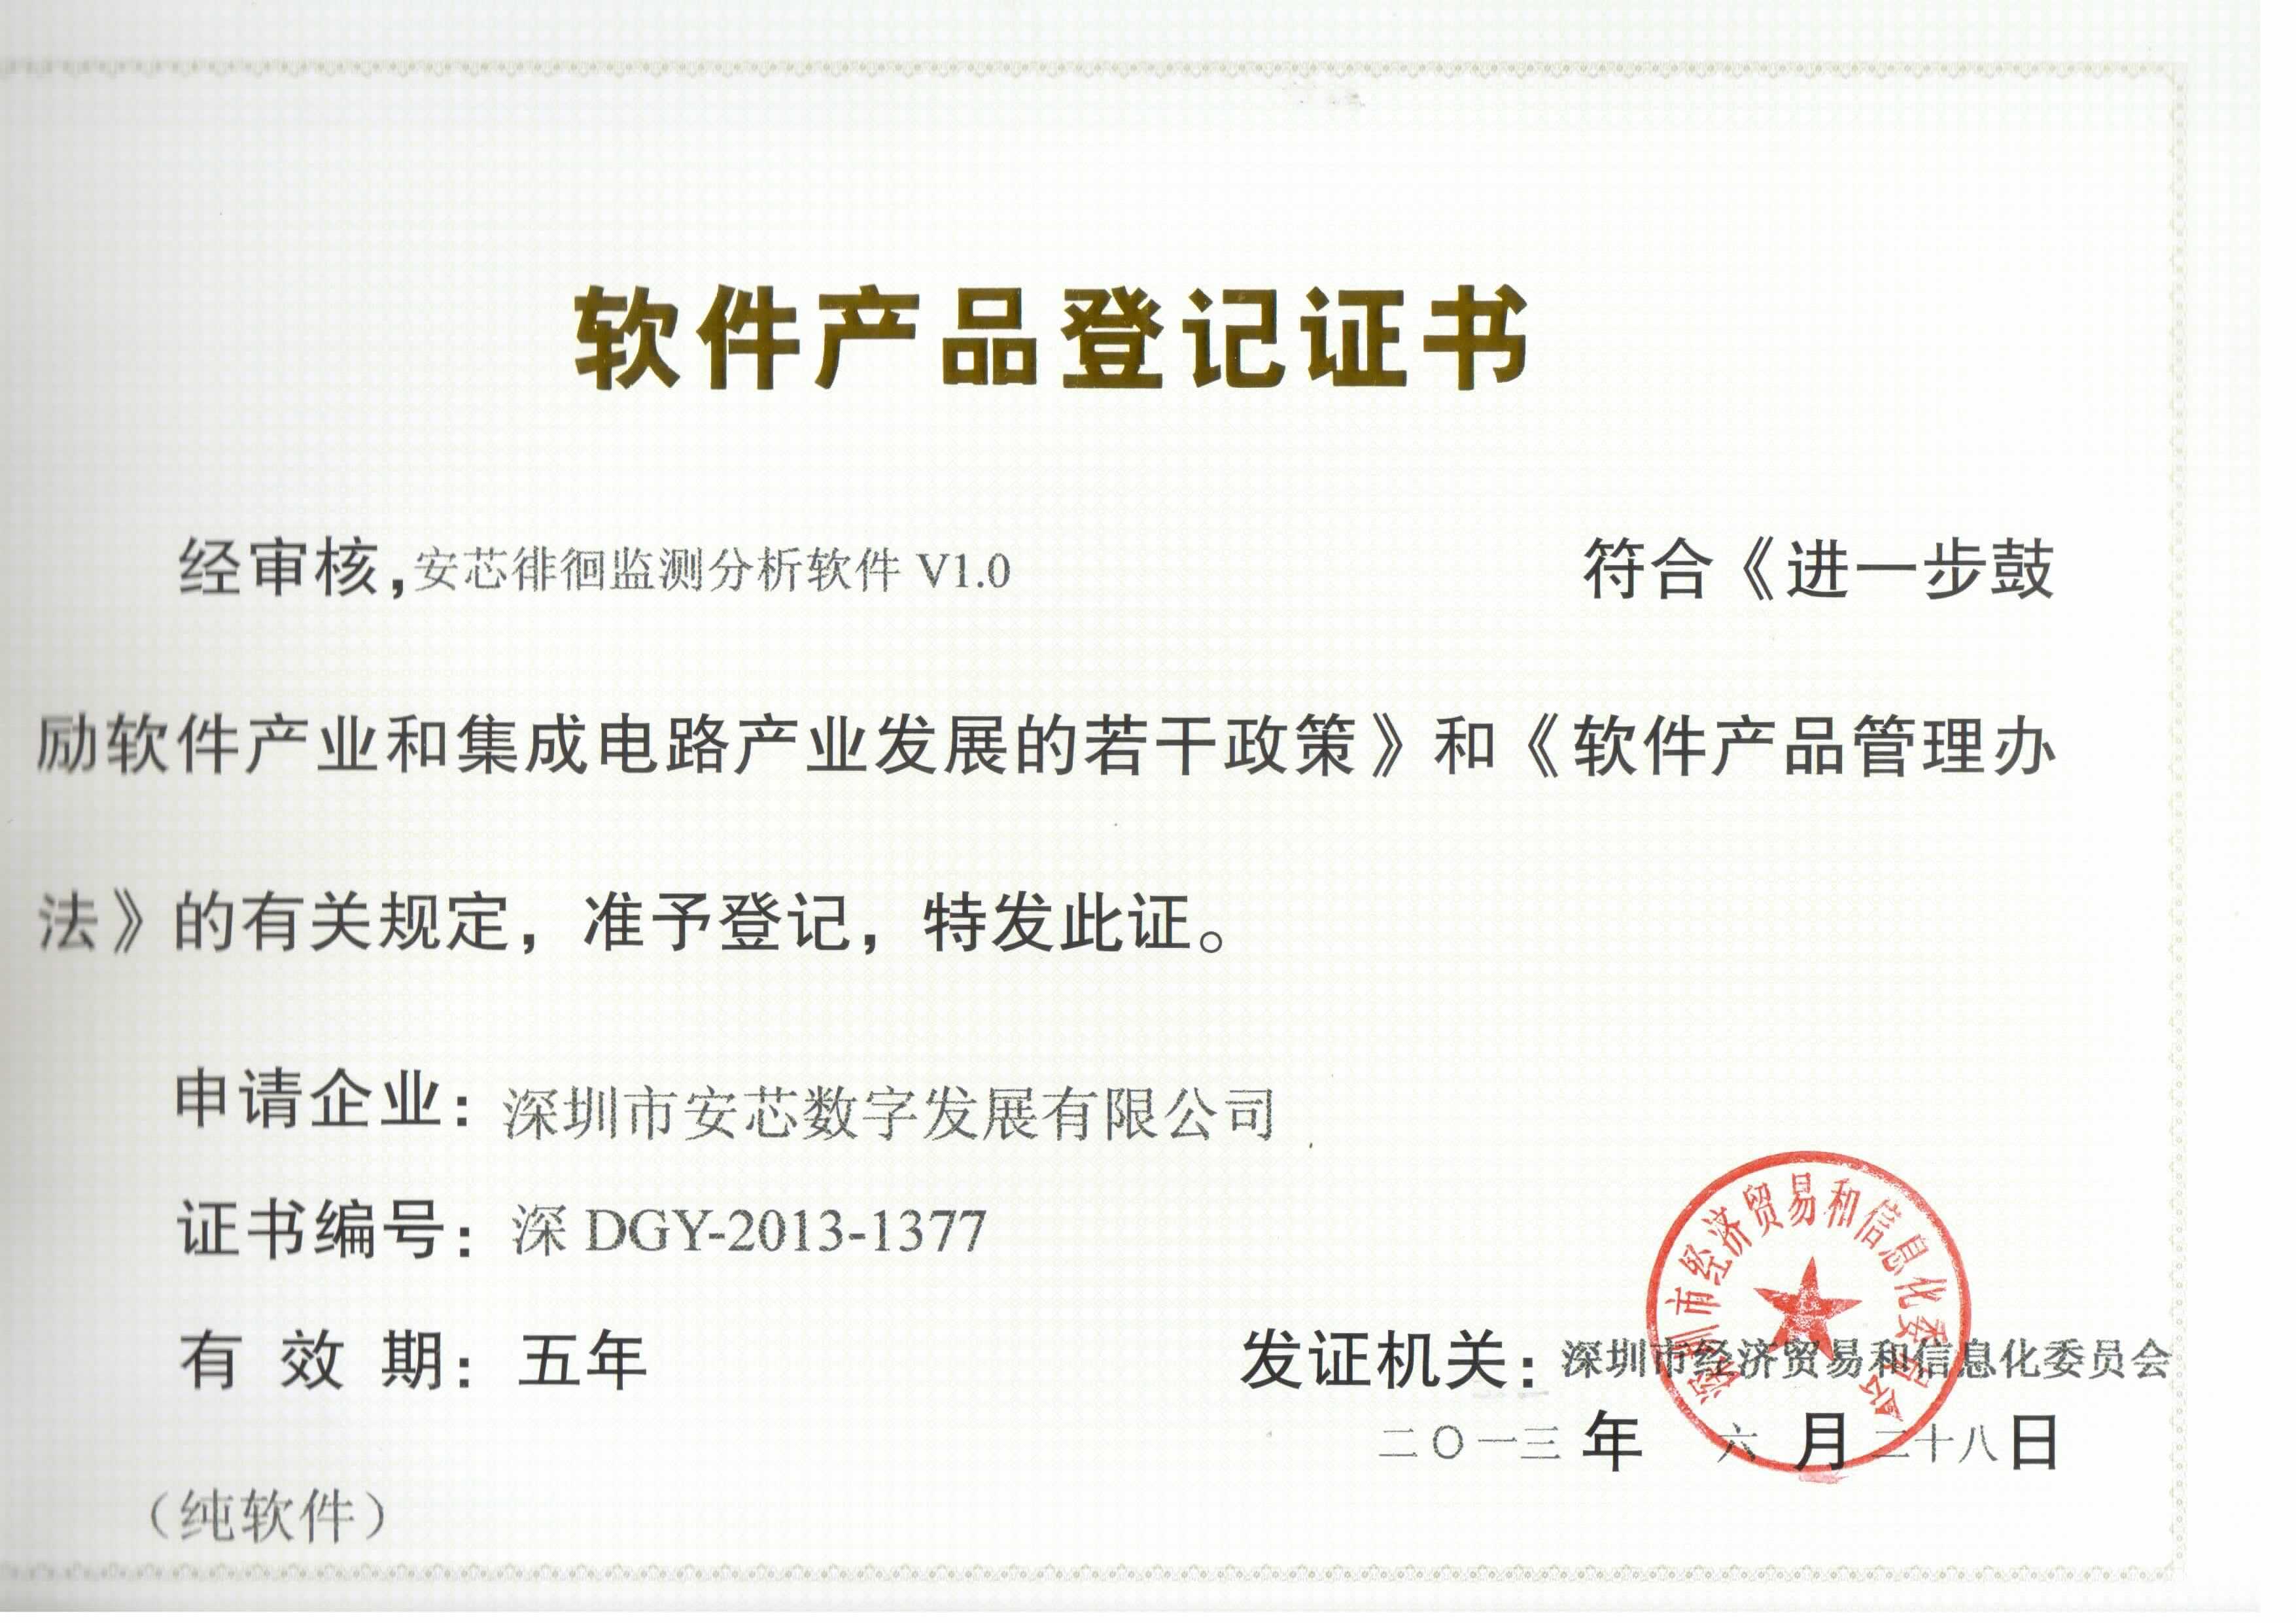 软件产品登记证书
经审核,安芯徘徊监测分析软件 V1.0 符合《进一步鼓
励软件产业和集成电路产业发展的若干政策》和《软件产品管理办
法》的有关规定，准予登记，特发此证。
申请企业：深圳市安芯数字发展有限公司
证书编号：深 DGY-2013-1377
有效期：五年
发证机关：深圳市经济贸易和信息化委员会
深圳市经济贸易和信息化委员会
二〇一三年 六月 二十八日
（纯软件）